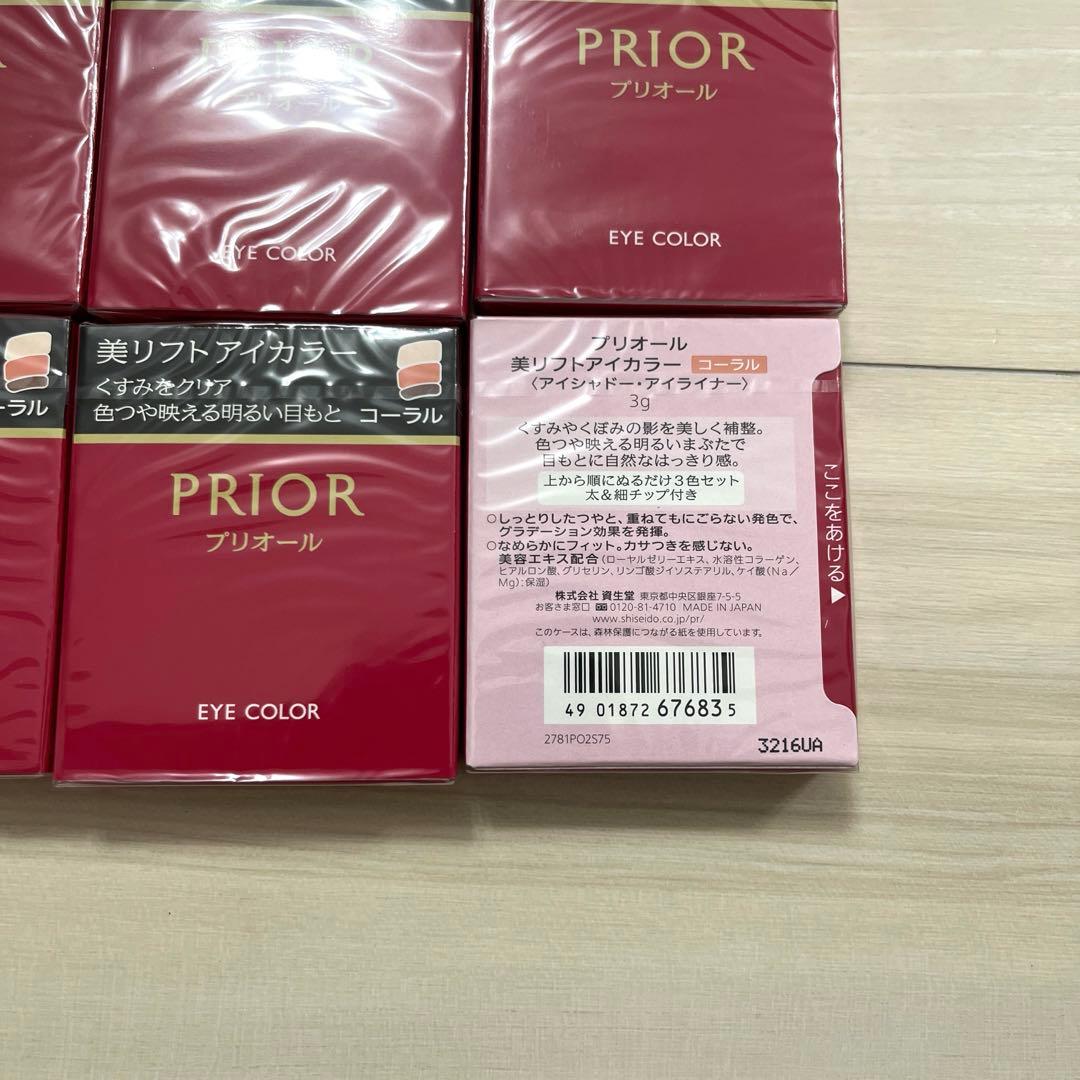 PRIOR
プリオール
EYE COLOR
PRIOR
プリオール
EYE COLOR
ーラル
美リフトアイカラー
くすみをクリア・
色つや映える明るい目もと コーラル
PRIOR
プリオール
EYE COLOR
プリオール
美リフトアイカラー コーラル
〈アイシャドー・アイライナー〉
3g
くすみやくぼみの影を美しく補整。
色つや映える明るいまぶたで
目もとに自然なはっきり感。
上から順にぬるだけ3色セット
太&細チップ付き
○しっとりしたつやと、重ねてもにごらない発色で、
グラデーション効果を発揮。
○なめらかにフィット。カサつきを感じない。
美容エキス配合(ローヤルゼリーエキス、水溶性コラーゲン、
ヒアルロン酸、グリセリン、リンゴ酸ジイソステアリル、ケイ酸(Na/
Mg):保湿)
株式会社 資生堂 東京都中央区銀座7-5-5
お客さま窓口 0120-81-4710 MADE IN JAPAN
www.shiseido.co.jp/pr/
このケースは、森林保護につながる紙を使用しています。
4901872676835
2781PO2S75
3216UA
ここをあける▶